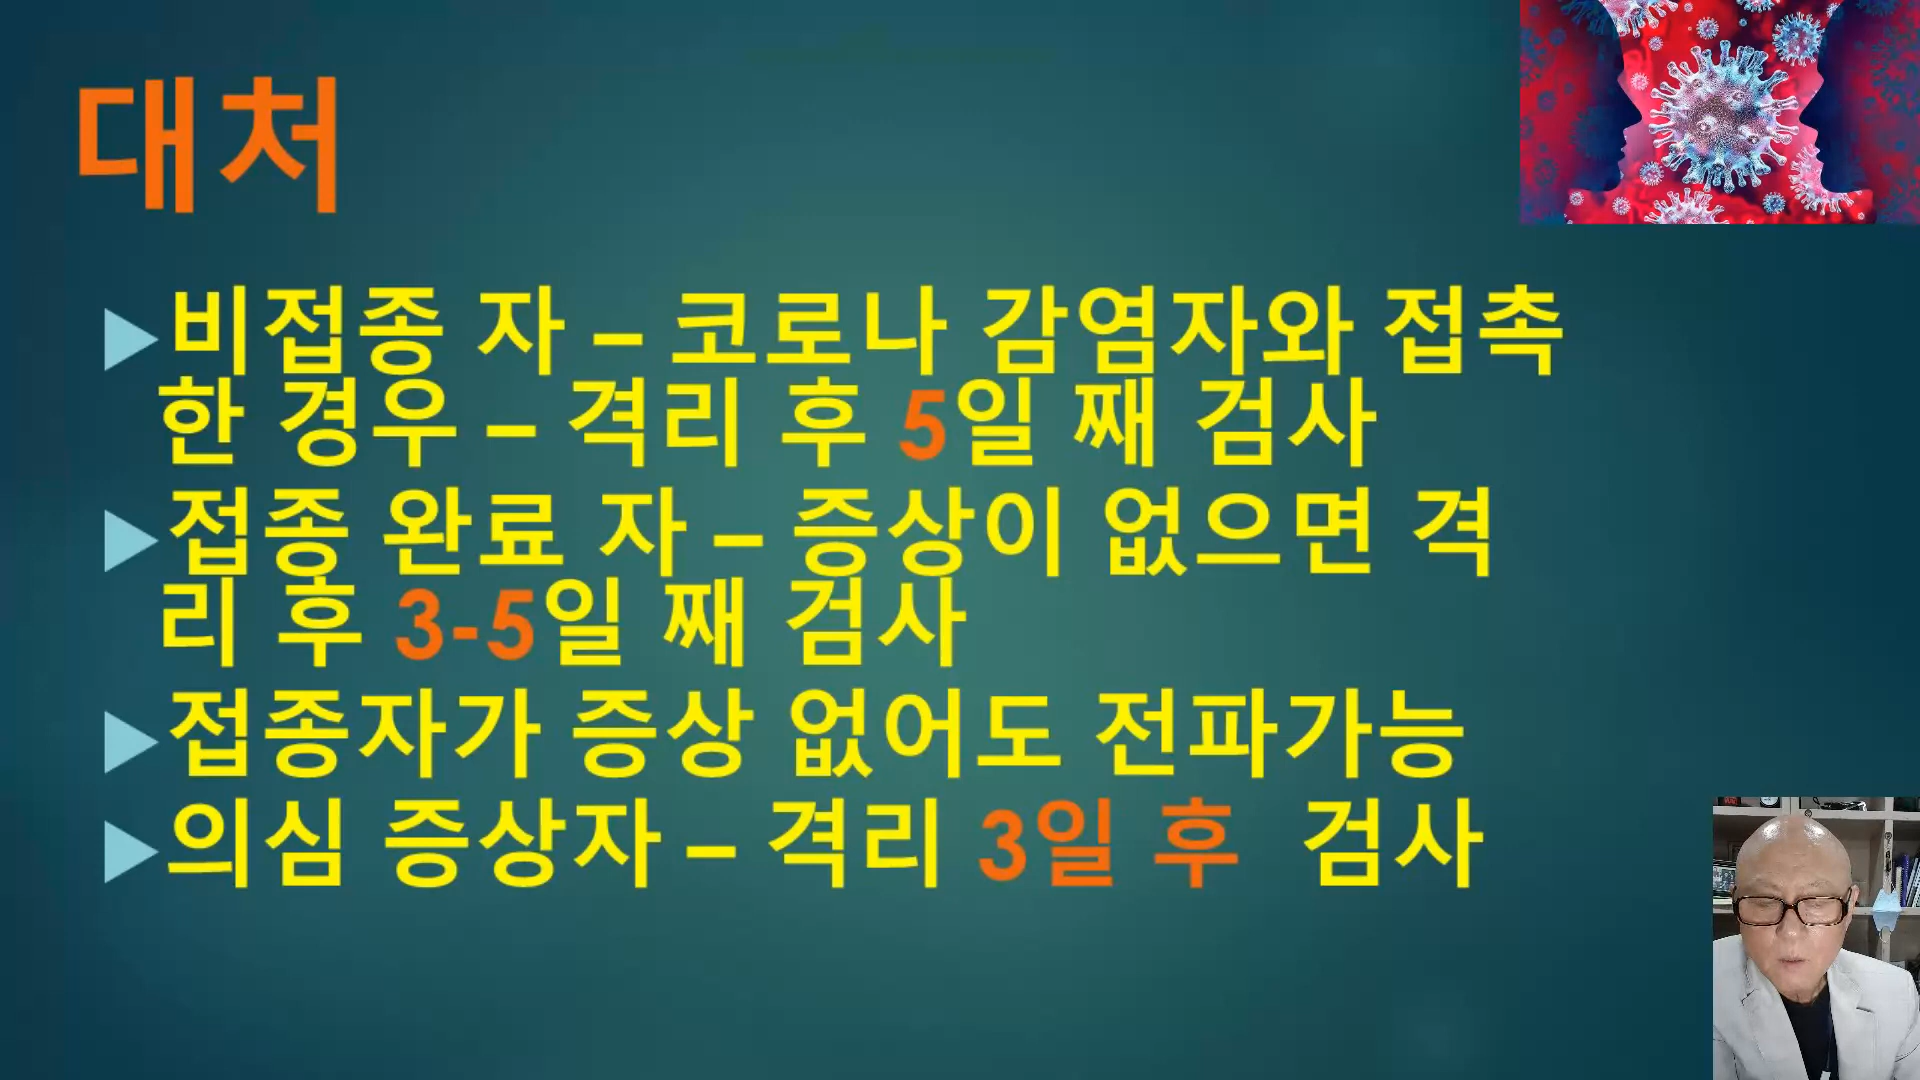 대처
비접종 자 – 코로나 감염자와 접촉
한 경우 – 격리 후 5일 째 검사
접종 완료 자 – 증상이 없으면 격
리 후 3-5일 째 검사
접종자가 증상 없어도 전파가능
의심 증상자 – 격리 3일 후 검사